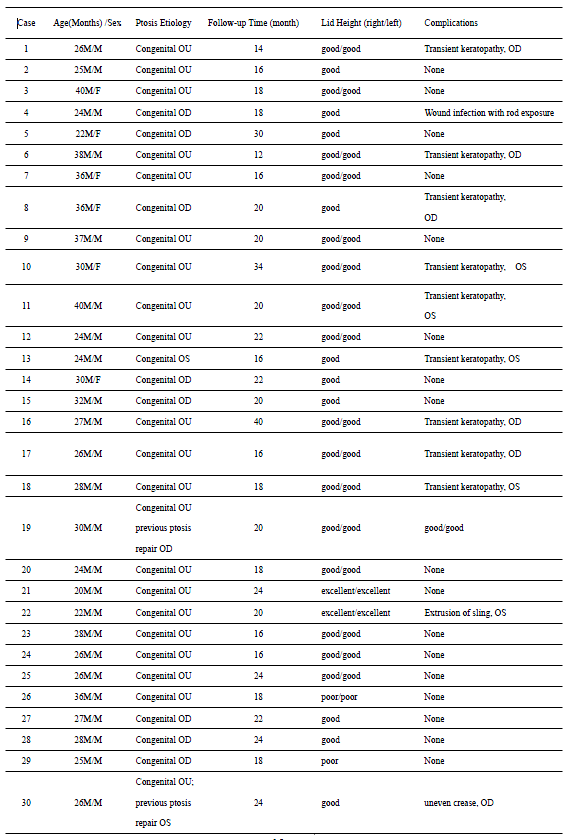 Case Age(Months) /Sex Ptosis Etiology Follow-up Time (month) Lid Height (right/left) Complications
1 26M/M Congenital OU 14 good/good Transient keratopathy, OD
2 25M/M Congenital OU 16 good None
3 40M/F Congenital OU 18 good/good None
4 24M/M Congenital OD 18 good Wound infection with rod exposure
5 22M/F Congenital OD 30 good None
6 38M/M Congenital OU 12 good/good Transient keratopathy, OD
7 36M/F Congenital OU 16 good/good None
8 36M/F Congenital OD 20 good Transient keratopathy,
OD
9 37M/M Congenital OU 20 good/good None
10 30M/F Congenital OU 34 good/good Transient keratopathy, OS
11 40M/M Congenital OU 20 good/good Transient keratopathy,
OS
12 24M/M Congenital OU 22 good/good None
13 24M/M Congenital OS 16 good Transient keratopathy, OS
14 30M/F Congenital OD 22 good None
15 32M/M Congenital OD 20 good None
16 27M/M Congenital OU 40 good/good Transient keratopathy, OD
17 26M/M Congenital OU 16 good/good Transient keratopathy, OD
18 28M/M Congenital OU 18 good/good Transient keratopathy, OS
Congenital OU
19 30M/M previous ptosis 20 good/good good/good
repair OD
20 24M/M Congenital OU 18 good/good None
21 20M/M Congenital OU 24 excellent/excellent None
22 22M/M Congenital OU 20 excellent/excellent Extrusion of sling, OS
23 28M/M Congenital OU 16 good/good None
24 26M/M Congenital OU 16 good/good None
25 26M/M Congenital OU 24 good/good None
26 36M/M Congenital OU 18 poor/poor None
27 27M/M Congenital OD 22 good None
28 28M/M Congenital OD 24 good None
29 25M/M Congenital OD 18 poor None
Congenital OU;
30 26M/M previous ptosis 24 good uneven crease, OD
repair OS